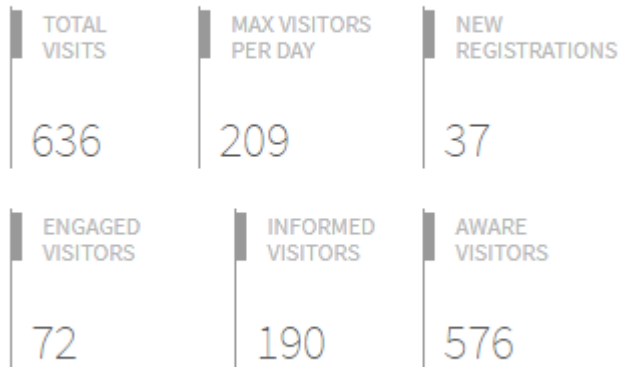 TOTAL
VISITS
636
MAX VISITORS
PER DAY
209
NEW
REGISTRATIONS
37
ENGAGED
VISITORS
72
INFORMED
VISITORS
190
AWARE
VISITORS
576